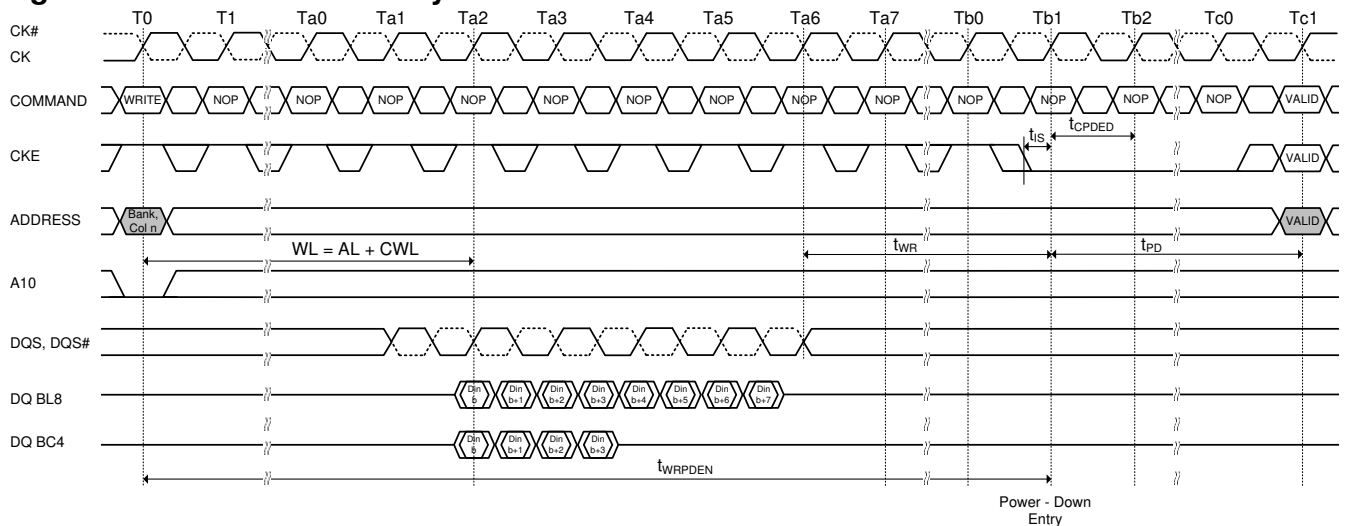 T0 T1 Ta0 Ta1 Ta2 Ta3 Ta4 Ta5 Ta6 Ta7 Tb0 Tb1 Tb2 Tc0 Tc1
CK#
CK
COMMAND WRITE NOP NOP NOP NOP NOP NOP NOP NOP NOP NOP NOP NOP NOP VALID
tIS tCPDED
CKE VALID
ADDRESS Bank, Col n VALID
WL = AL + CWL tWR tPD
A10
DQS, DQS#
DQ BL8 Din b Din b+1 Din b+2 Din b+3 Din b+4 Din b+5 Din b+6 Din b+7
DQ BC4 Din b Din b+1 Din b+2 Din b+3
tWRPDEN
Power - Down
Entry